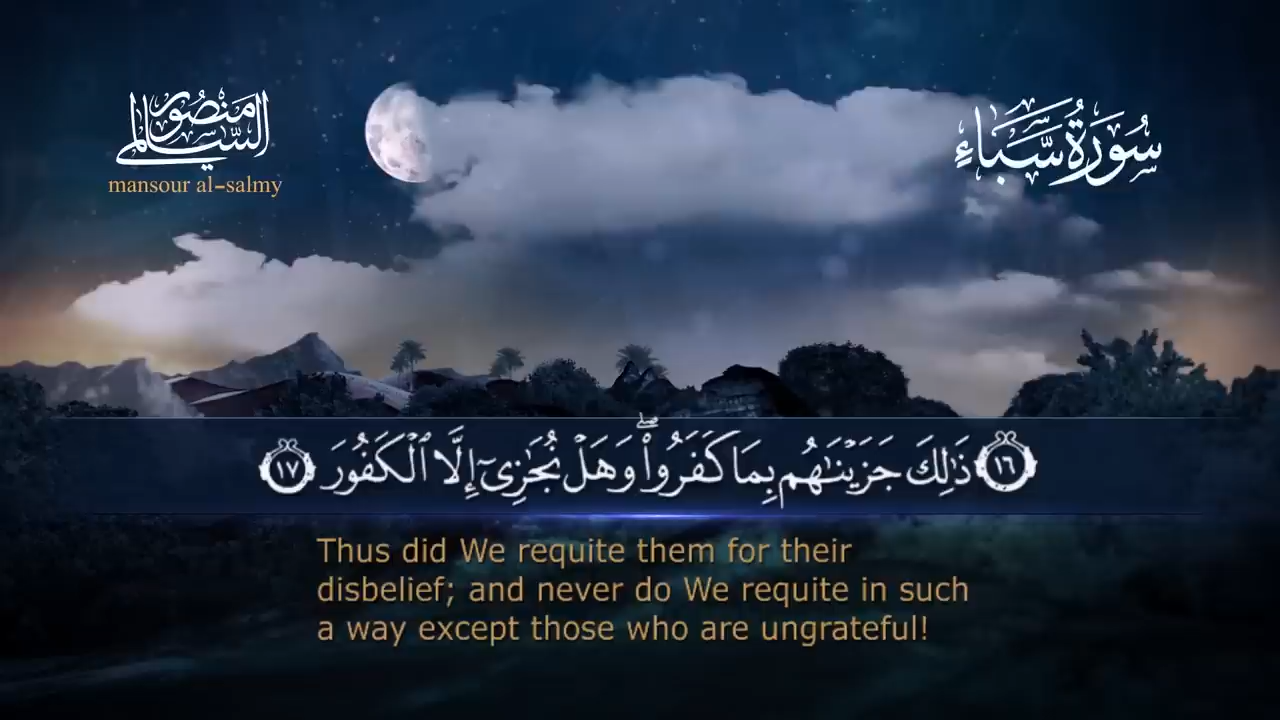 منصور
السالمي
mansour al-salmy
سُورَةُ سَبَإٍ
١٦ ذَٰلِكَ جَزَيْنَٰهُم بِمَا كَفَرُوا۟ ۖ وَهَلْ نُجَٰزِىٓ إِلَّا ٱلْكَفُورَ ١٧
Thus did We requite them for their
disbelief; and never do We requite in such
a way except those who are ungrateful!